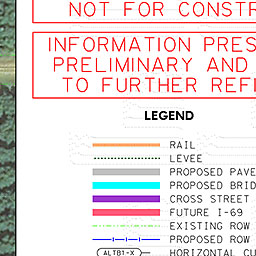 NOT FOR CONSTR
INFORMATION PRES
PRELIMINARY AND
TO FURTHER REFI
LEGEND
RAIL
LEVEE
PROPOSED PAVE
PROPOSED BRID
CROSS STREET
FUTURE I-69
EXISTING ROW
PROPOSED ROW
ALTB1-X HORIZONTAL CU